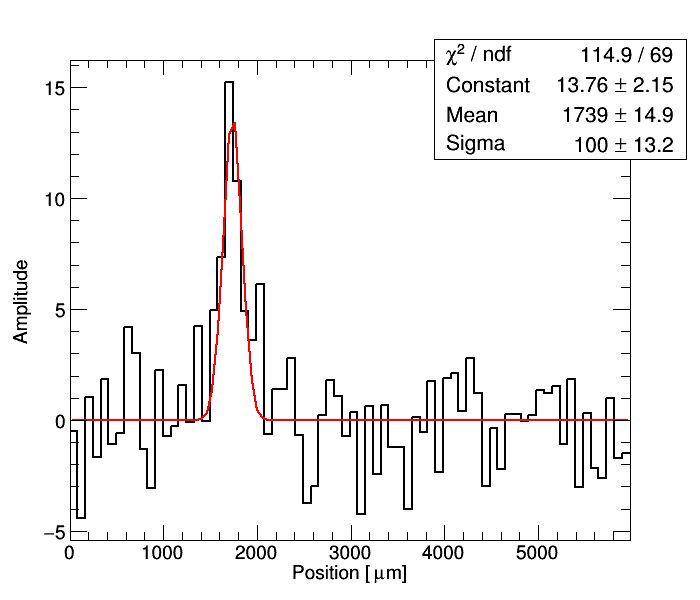 χ² / ndf 114.9 / 69
Constant 13.76 ± 2.15
Mean 1739 ± 14.9
Sigma 100 ± 13.2
15
10
5
0
−5
Amplitude
0 1000 2000 3000 4000 5000
Position [ μm]